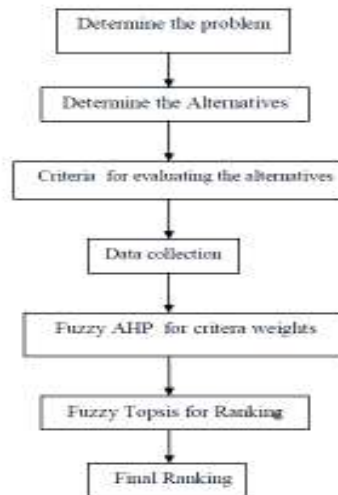 Determine the problem
Determine the Alternatives
Criteria for evaluating the alternatives
Data collection
Fuzzy AHP for critera weights
Fuzzy Topsis for Ranking
Final Ranking